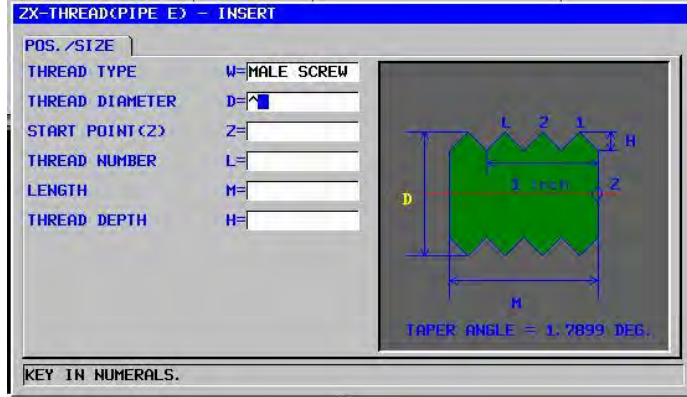 ZX-THREAD(PIPE E) - INSERT
POS./SIZE
THREAD TYPE W=MALE SCREW
THREAD DIAMETER D=^
START POINT(Z) Z=
THREAD NUMBER L=
LENGTH M=
THREAD DEPTH H=
L 2 1
H
1 inch
Z
D
M
TAPER ANGLE = 1.7899 DEG.
KEY IN NUMERALS.